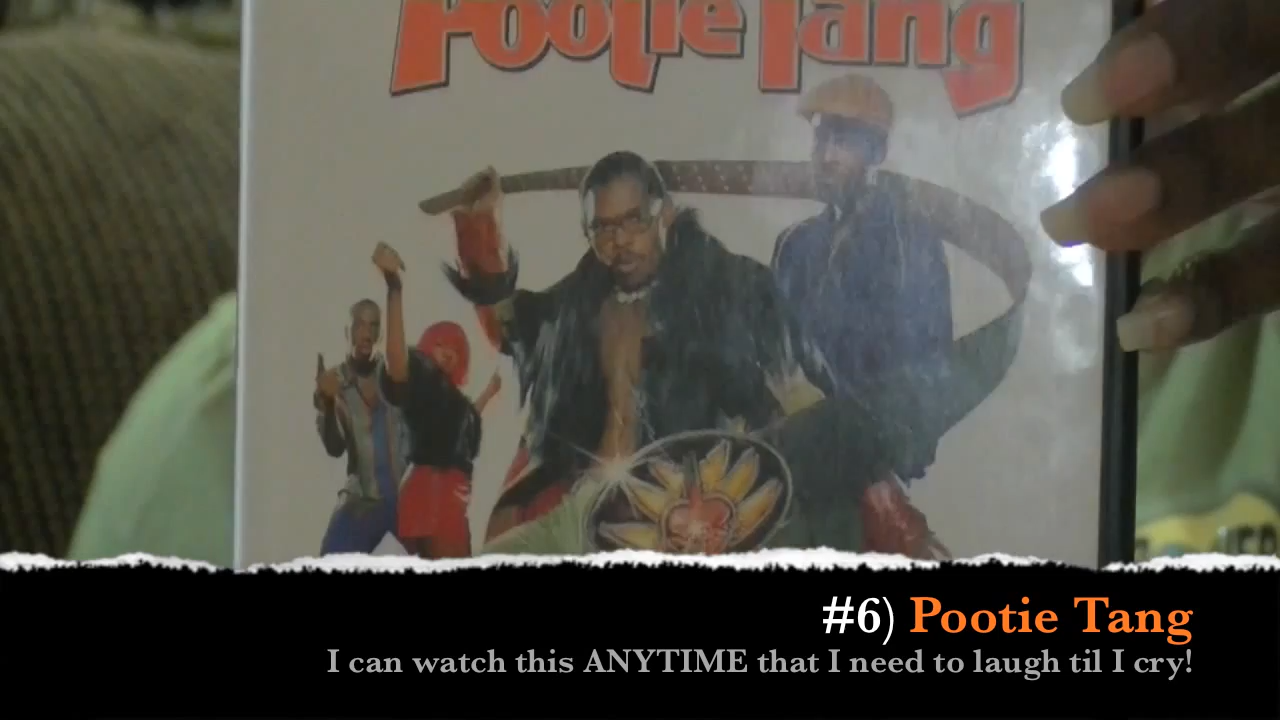 Pootie Tang
#6) Pootie Tang
I can watch this ANYTIME that I need to laugh til I cry!